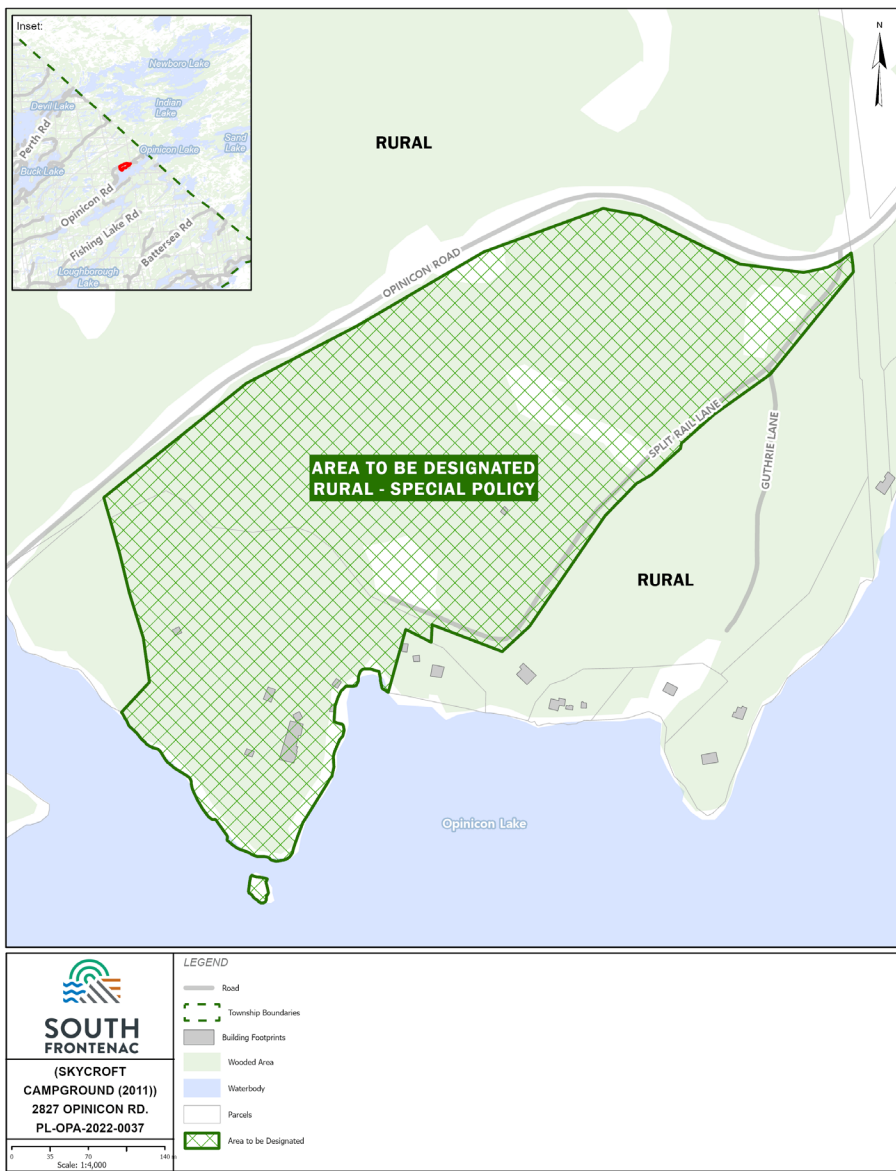 Inset:
Newboro Lake
Devil Lake
Indian
Lake
Sand
Lake
Perth Rd
Opinicon Lake
Buck Lake
Opinicon Rd
Fishing Lake Rd
Battersea Rd
Loughborough
Lake
N
RURAL
OPINICON ROAD
AREA TO BE DESIGNATED
RURAL - SPECIAL POLICY
SPLIT-RAIL LANE
GUTHRIE LANE
RURAL
Opinicon Lake
SOUTH
FRONTENAC
(SKYCROFT
CAMPGROUND (2011))
2827 OPINICON RD.
PL-OPA-2022-0037
0 35 70 140
Scale: 1:4,000
LEGEND
Road
Township Boundaries
Building Footprints
Wooded Area
Waterbody
Parcels
Area to be Designated